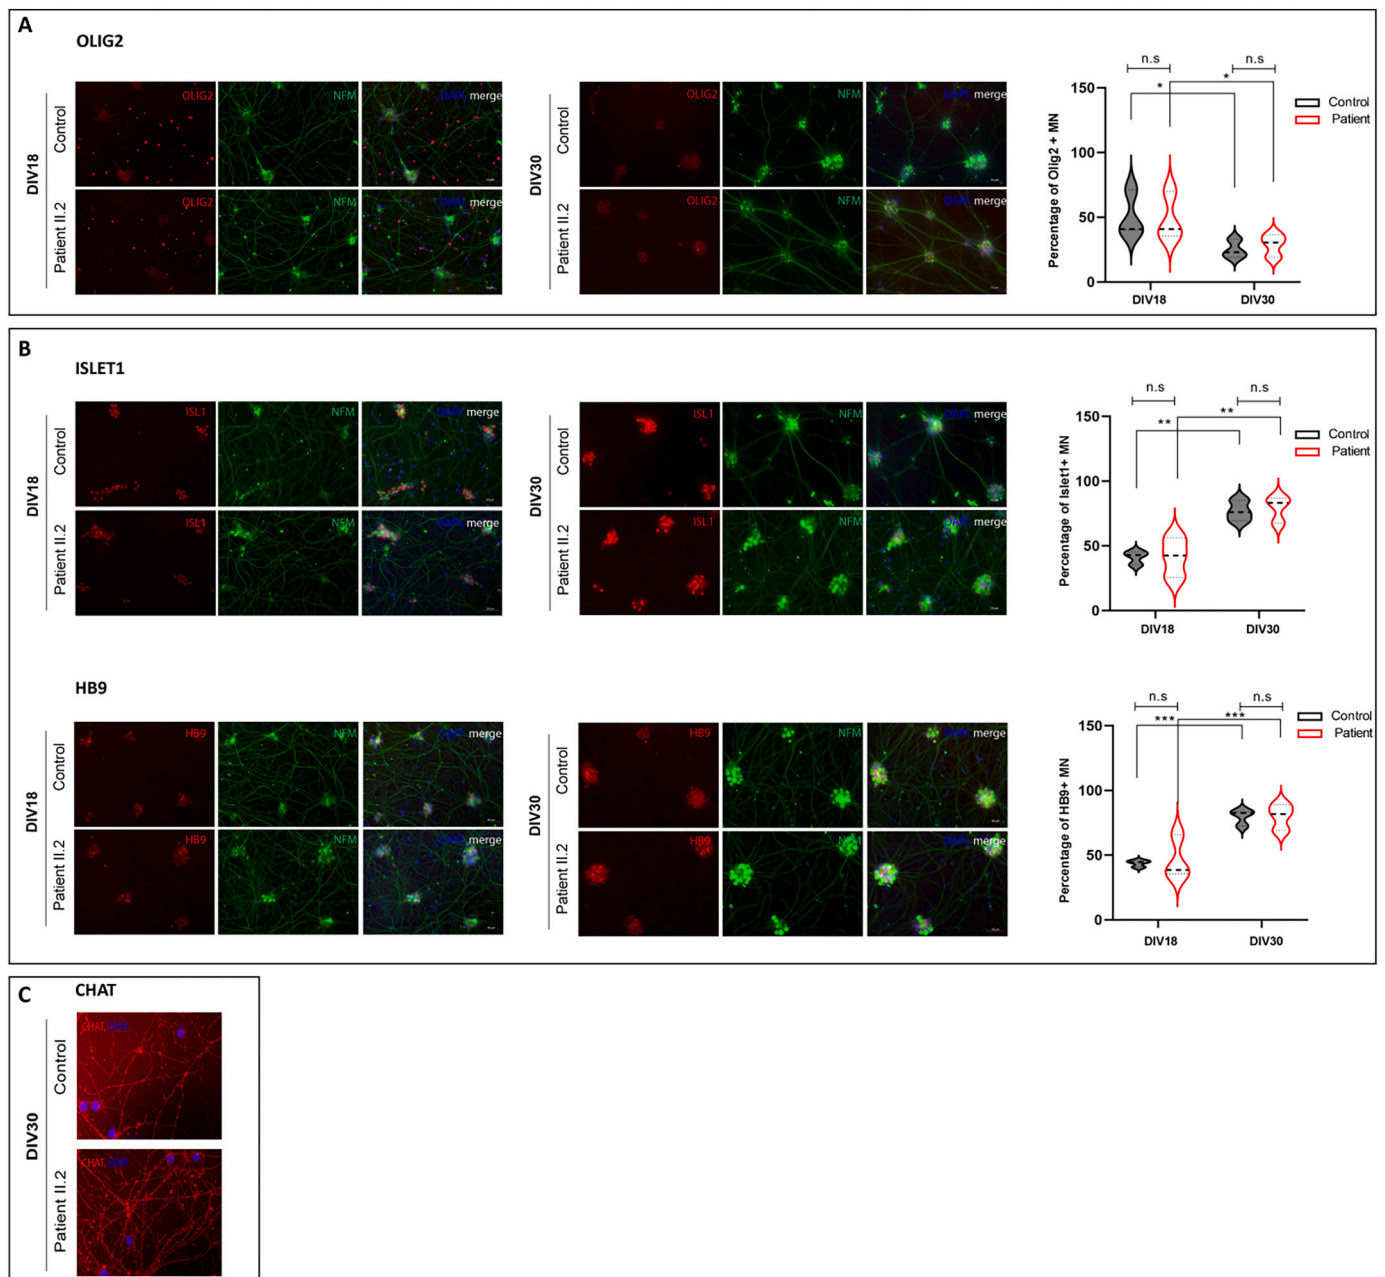 A
OLIG2
DIV18
Control
OLIG2
NFM
DAPI, merge
Patient II.2
OLIG2
NFM
DAPI, merge
DIV30
Control
OLIG2
NFM
DAPI, merge
Patient II.2
OLIG2
NFM
DAPI, merge
n.s
n.s
*
*
Percentage of Olig2 + MN
150
100
50
0
DIV18
DIV30
Control
Patient
B
ISLET1
DIV18
Control
ISL1
NFM
DAPI, merge
Patient II.2
ISL1
NFM
DAPI, merge
DIV30
Control
ISL1
NFM
DAPI, merge
Patient II.2
ISL1
NFM
DAPI, merge
n.s
n.s
**
**
Percentage of Islet1+ MN
150
100
50
0
DIV18
DIV30
Control
Patient
HB9
DIV18
Control
HB9
NFM
DAPI, merge
Patient II.2
HB9
NFM
DAPI, merge
DIV30
Control
HB9
NFM
DAPI, merge
Patient II.2
HB9
NFM
DAPI, merge
n.s
n.s
***
***
Percentage of HB9+ MN
150
100
50
0
DIV18
DIV30
Control
Patient
C
CHAT
DIV30
Control
CHAT, DAPI
Patient II.2
CHAT, DAPI